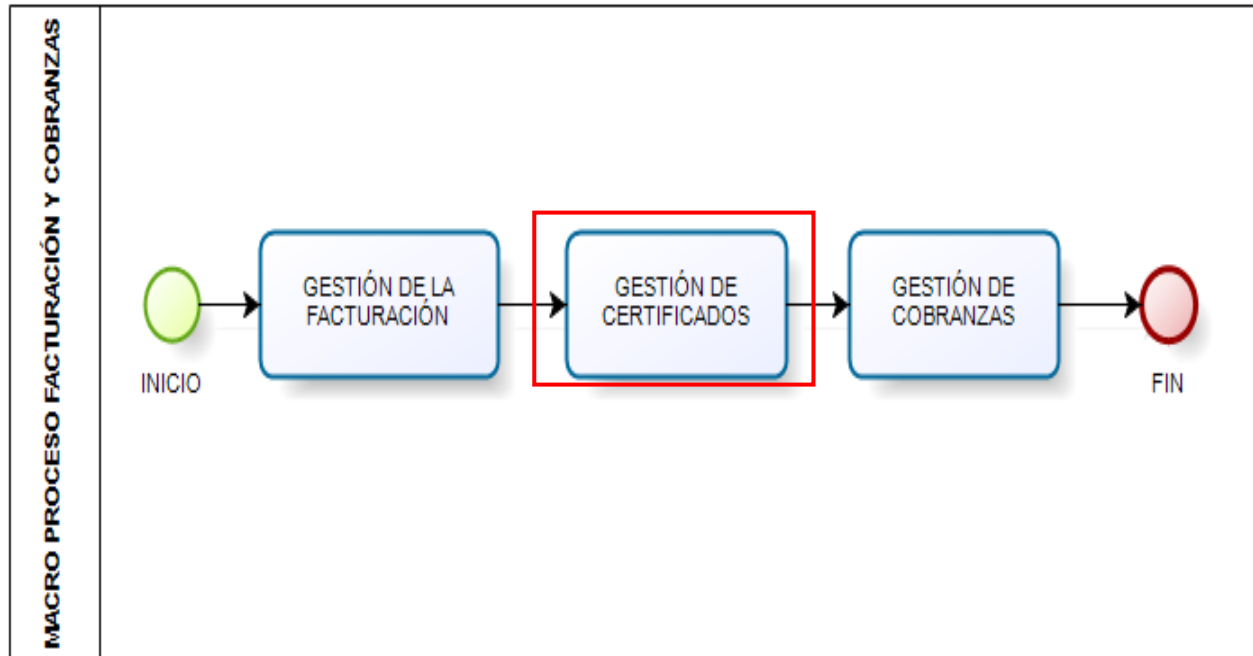 MACRO PROCESO FACTURACIÓN Y COBRANZAS
INICIO
GESTIÓN DE LA
FACTURACIÓN
GESTIÓN DE
CERTIFICADOS
GESTIÓN DE
COBRANZAS
FIN